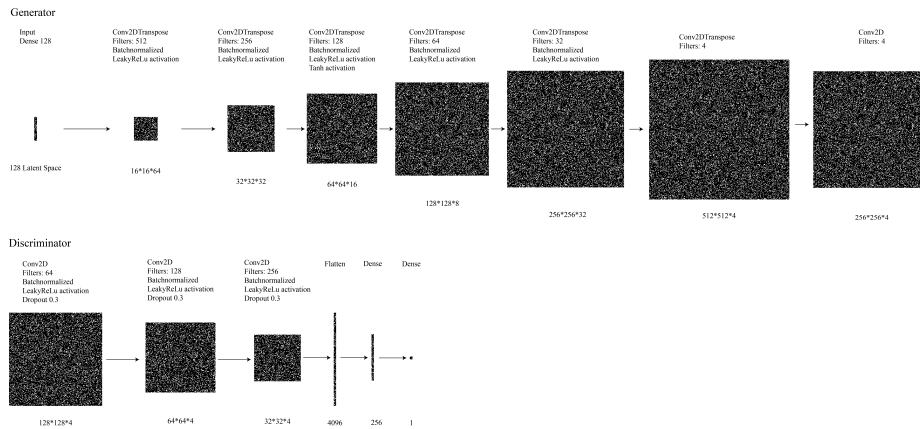 Generator
Input
Dense 128
Conv2DTranspose
Filters: 512
Batchnormalized
LeakyReLu activation
Conv2DTranspose
Filters: 256
Batchnormalized
LeakyReLu activation
Conv2DTranspose
Filters: 128
Batchnormalized
LeakyReLu activation
Tanh activation
Conv2DTranspose
Filters: 64
Batchnormalized
LeakyReLu activation
Conv2DTranspose
Filters: 32
Batchnormalized
LeakyReLu activation
Conv2DTranspose
Filters: 4
Conv2D
Filters: 4
128 Latent Space
16*16*64
32*32*32
64*64*16
128*128*8
256*256*32
512*512*4
256*256*4
Discriminator
Conv2D
Filters: 64
Batchnormalized
LeakyReLu activation
Dropout 0.3
Conv2D
Filters: 128
Batchnormalized
LeakyReLu activation
Dropout 0.3
Conv2D
Filters: 256
Batchnormalized
LeakyReLu activation
Dropout 0.3
Flatten
Dense
Dense
128*128*4
64*64*4
32*32*4
4096
256
1